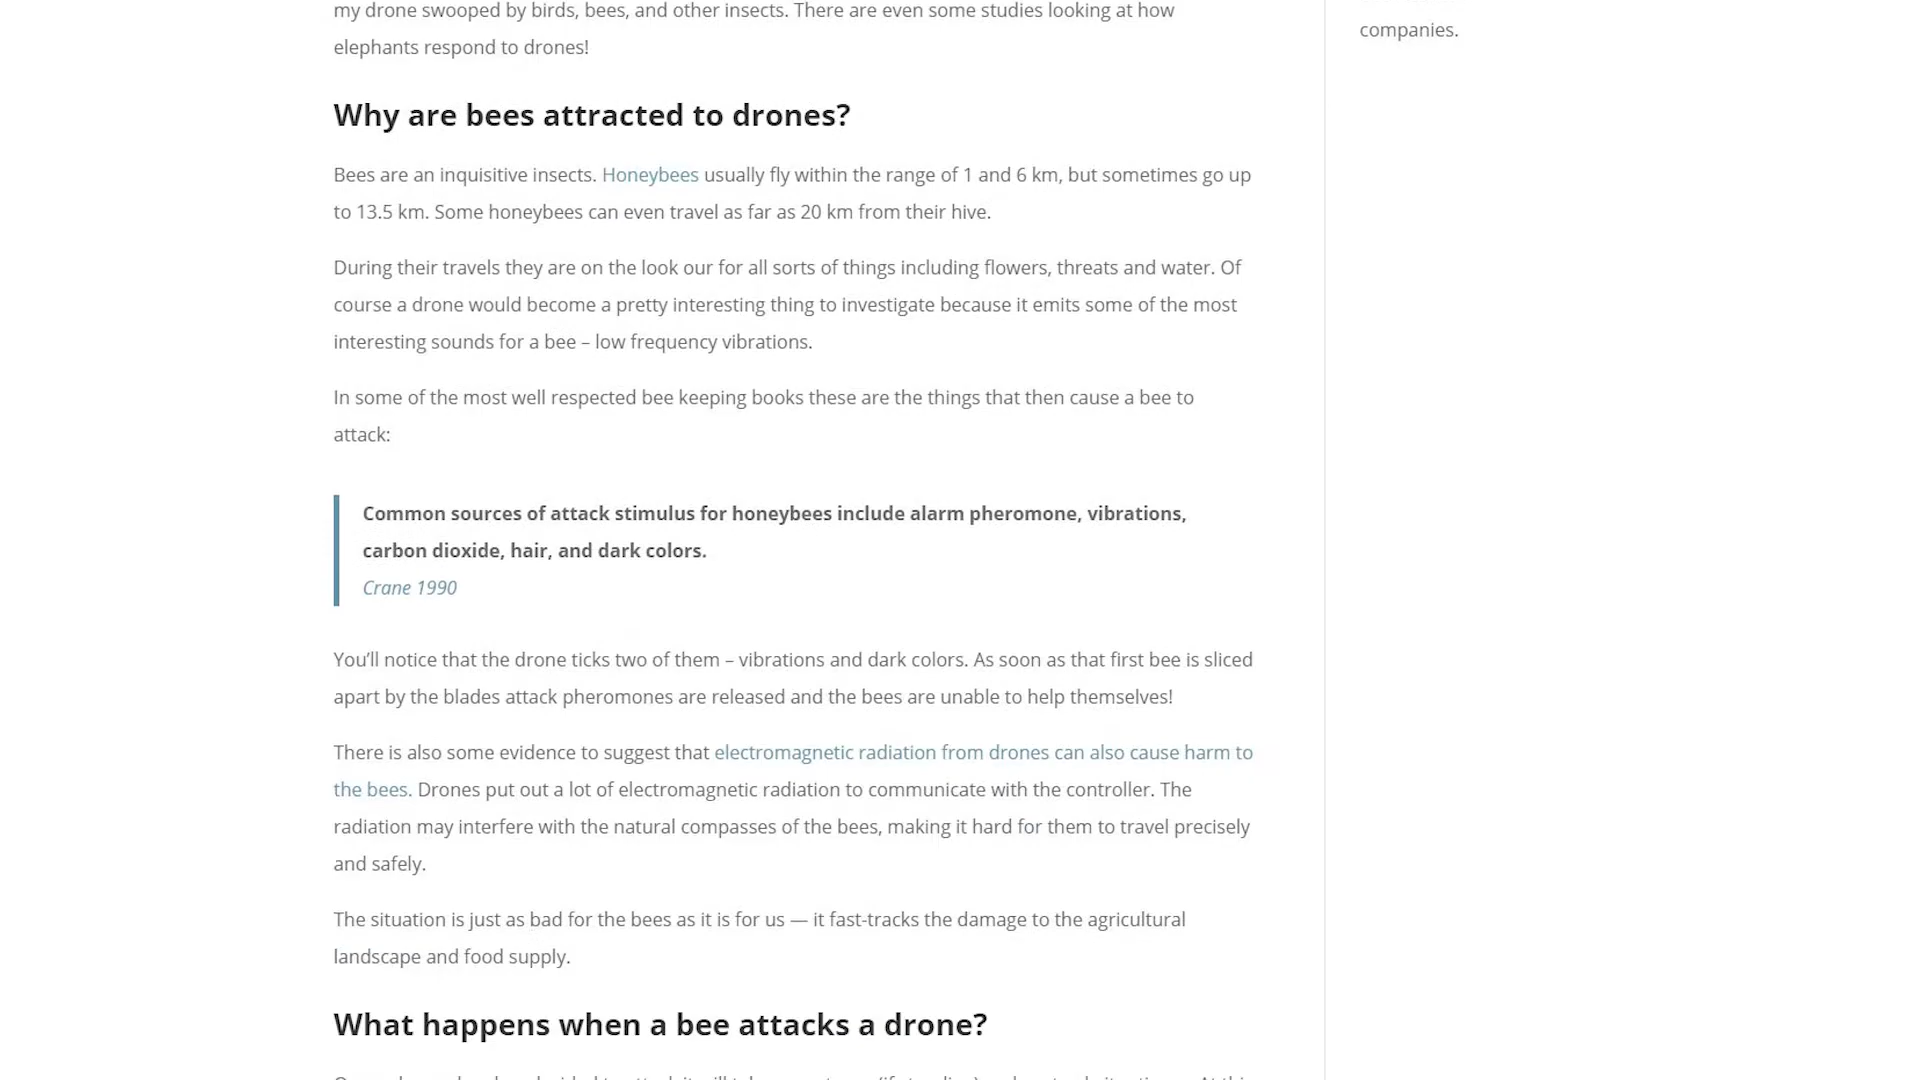 my drone swooped by birds, bees, and other insects. There are even some studies looking at how
elephants respond to drones!
companies.
Why are bees attracted to drones?
Bees are an inquisitive insects. Honeybees usually fly within the range of 1 and 6 km, but sometimes go up
to 13.5 km. Some honeybees can even travel as far as 20 km from their hive.
During their travels they are on the look our for all sorts of things including flowers, threats and water. Of
course a drone would become a pretty interesting thing to investigate because it emits some of the most
interesting sounds for a bee – low frequency vibrations.
In some of the most well respected bee keeping books these are the things that then cause a bee to
attack:
Common sources of attack stimulus for honeybees include alarm pheromone, vibrations,
carbon dioxide, hair, and dark colors.
Crane 1990
You’ll notice that the drone ticks two of them – vibrations and dark colors. As soon as that first bee is sliced
apart by the blades attack pheromones are released and the bees are unable to help themselves!
There is also some evidence to suggest that electromagnetic radiation from drones can also cause harm to
the bees. Drones put out a lot of electromagnetic radiation to communicate with the controller. The
radiation may interfere with the natural compasses of the bees, making it hard for them to travel precisely
and safely.
The situation is just as bad for the bees as it is for us — it fast-tracks the damage to the agricultural
landscape and food supply.
What happens when a bee attacks a drone?